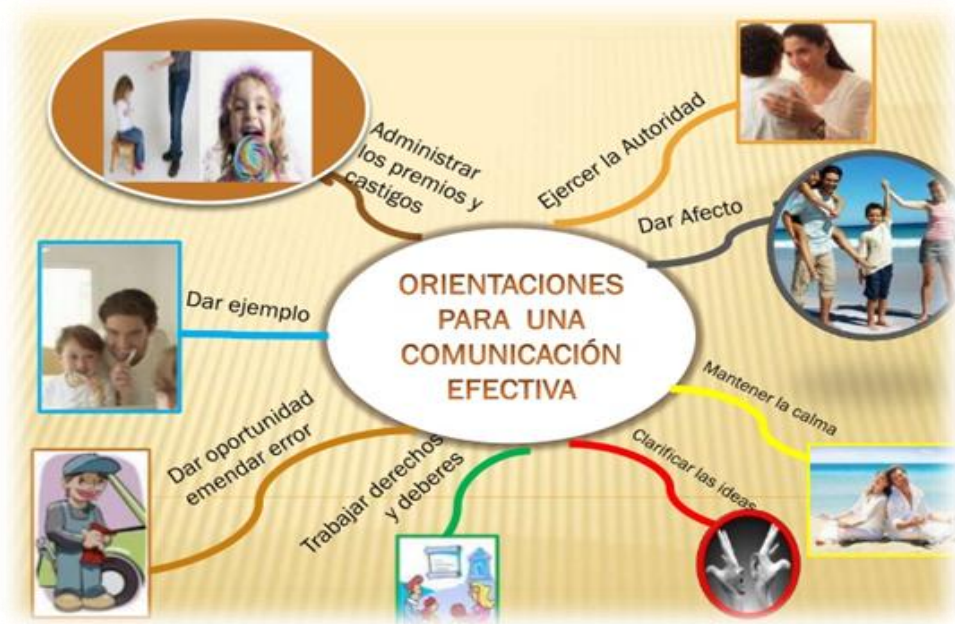 ORIENTACIONES
PARA UNA
COMUNICACIÓN
EFECTIVA
Ejercer la Autoridad
Dar Afecto
Mantener la calma
Clarificar las ideas
Trabajar derechos
y deberes
Dar oportunidad
emendar error
Dar ejemplo
Administrar
los premios y
castigos